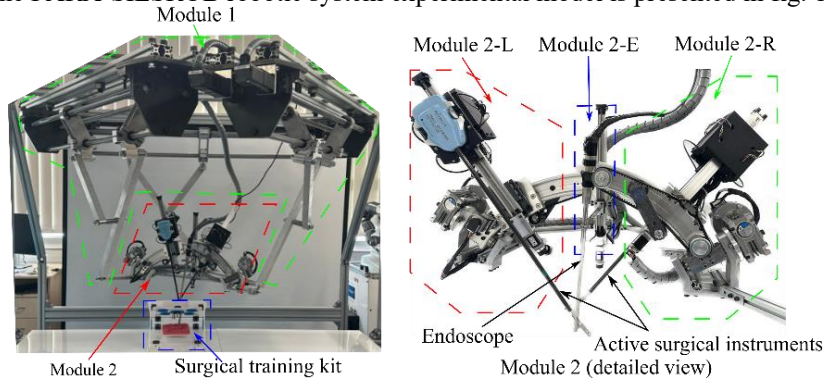 Module 1
Module 2-L
Module 2-E
Module 2-R
Endoscope
Active surgical instruments
Module 2
Surgical training kit
Module 2 (detailed view)